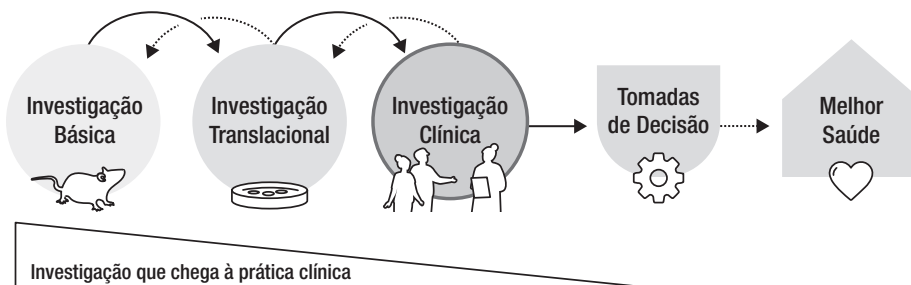 Investigação
Básica
Investigação
Translacional
Investigação
Clínica
Tomadas
de Decisão
Melhor
Saúde
Investigação que chega à prática clínica